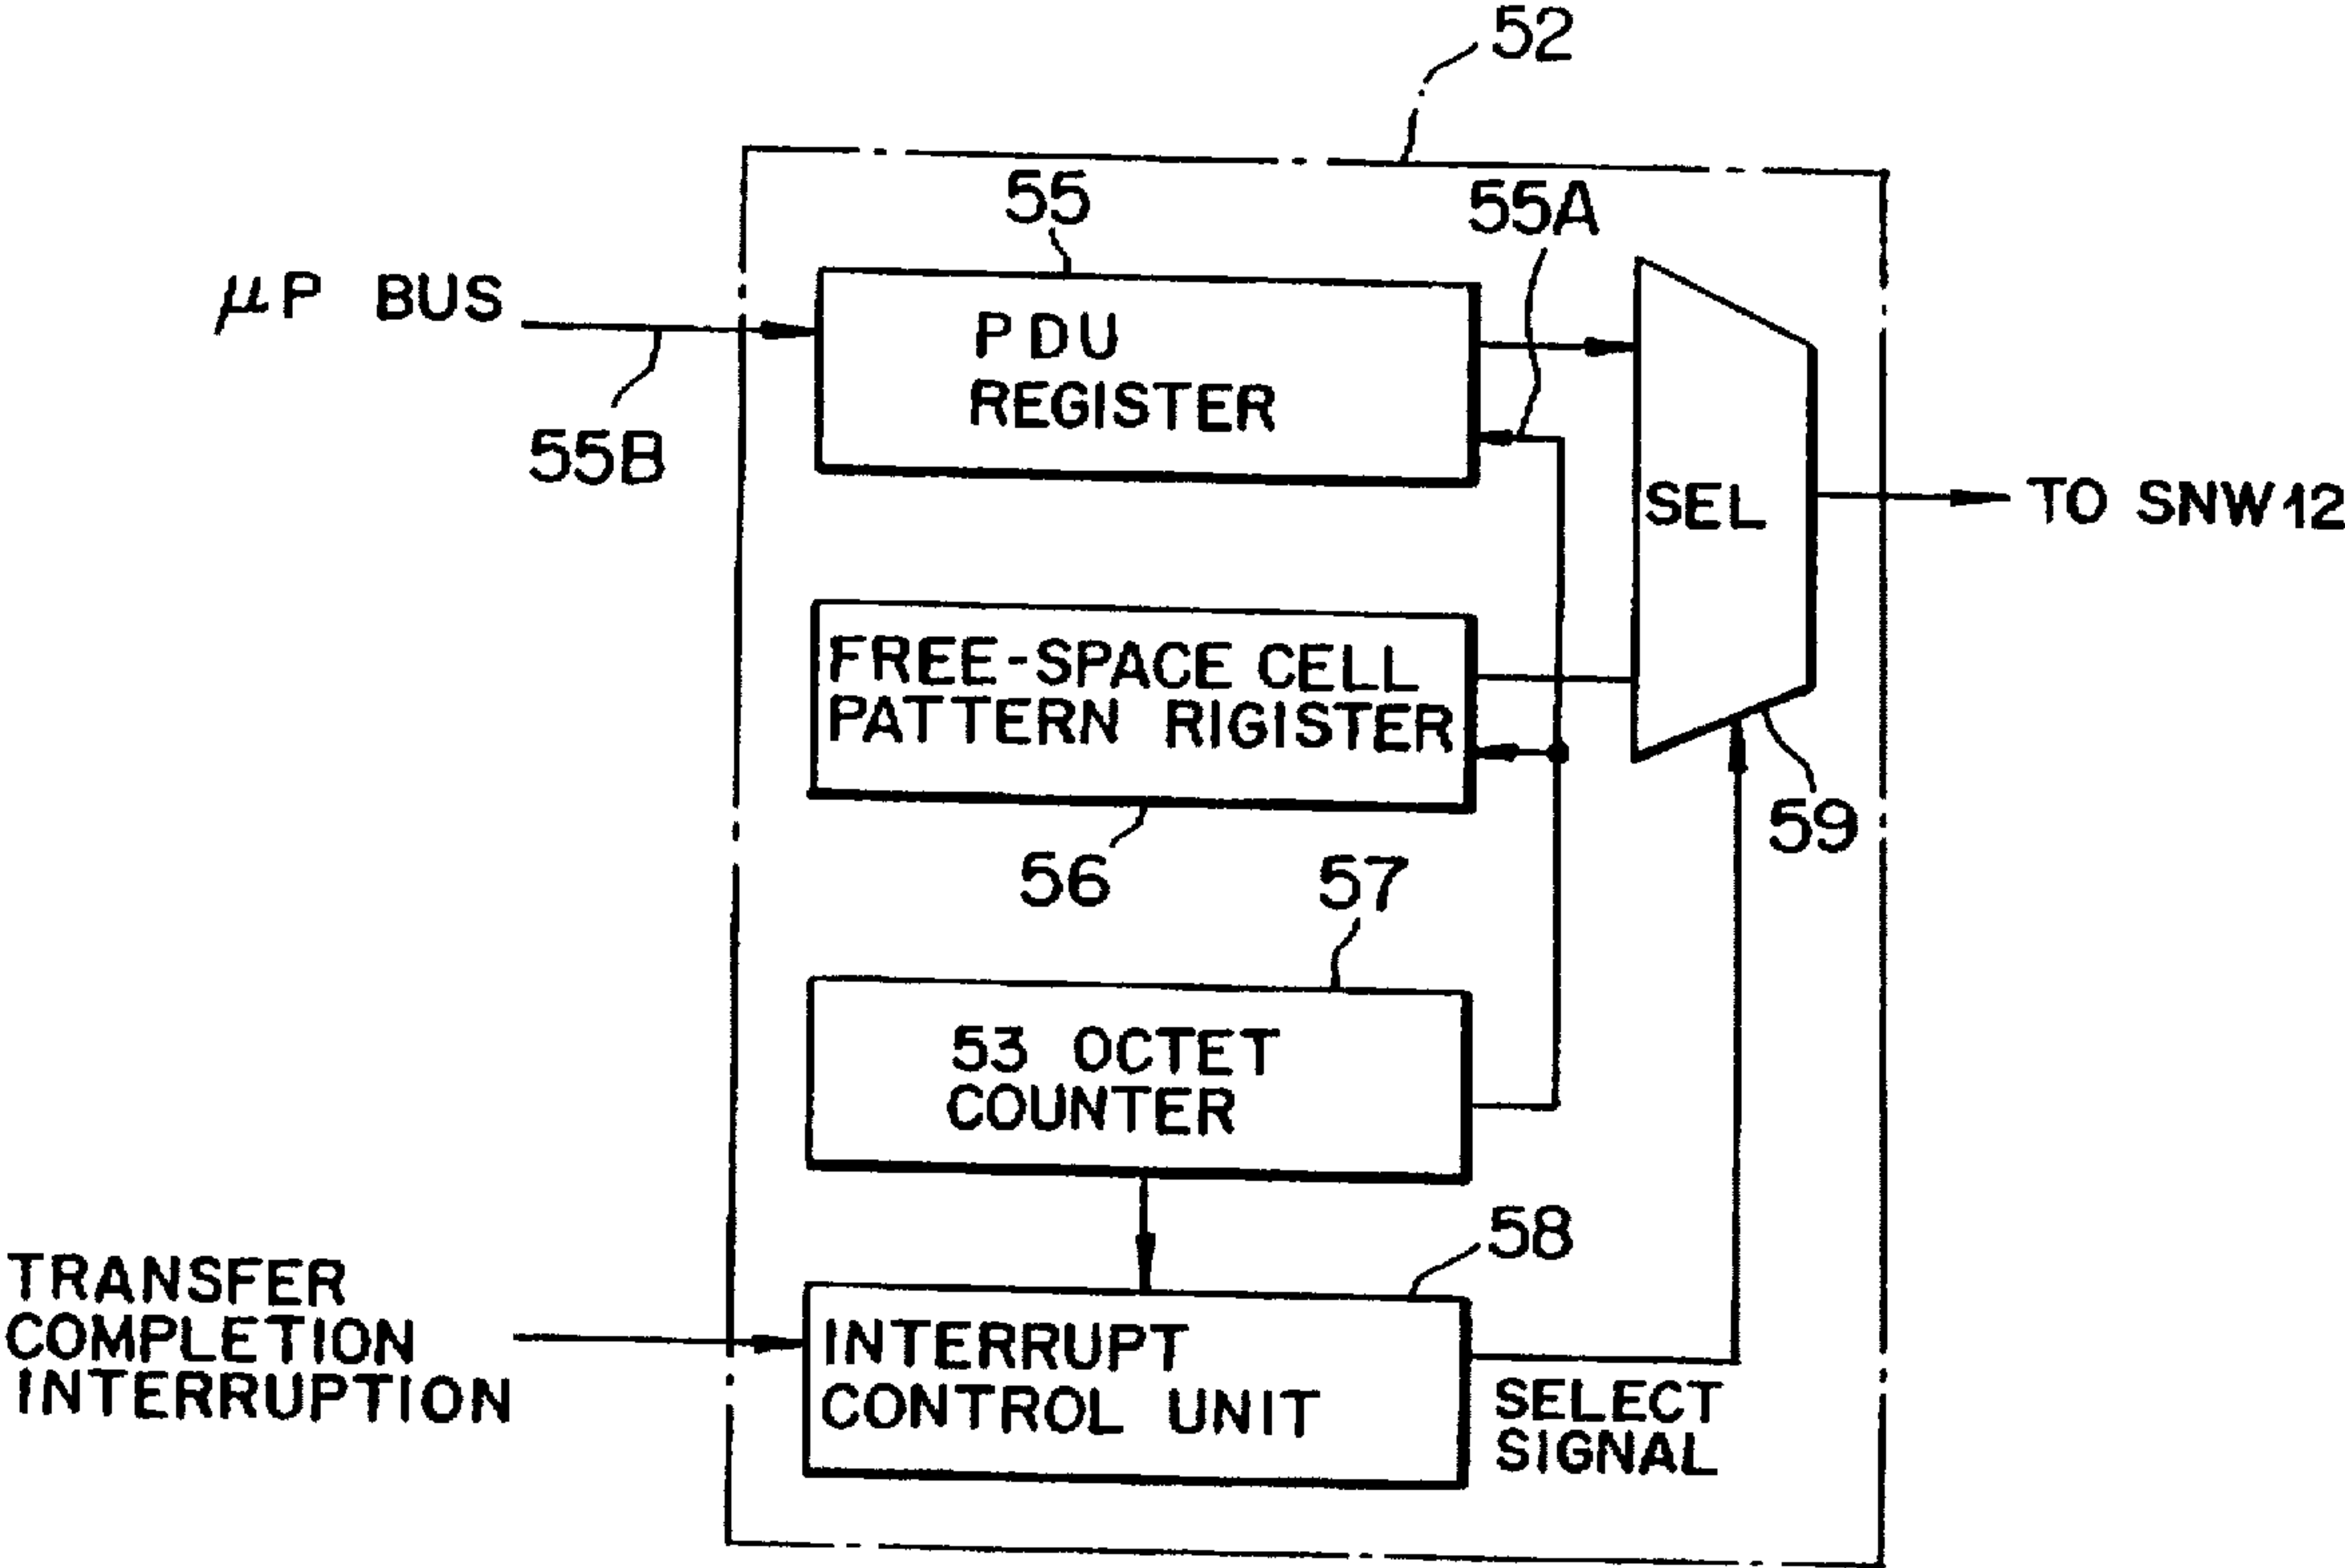 52
55
55A
µP BUS
55B
PDU
REGISTER
SEL
TO SNW12
FREE-SPACE CELL
PATTERN RIGISTER
56
59
57
53 OCTET
COUNTER
58
TRANSFER
COMPLETION
INTERRUPTION
INTERRUPT
CONTROL UNIT
SELECT
SIGNAL